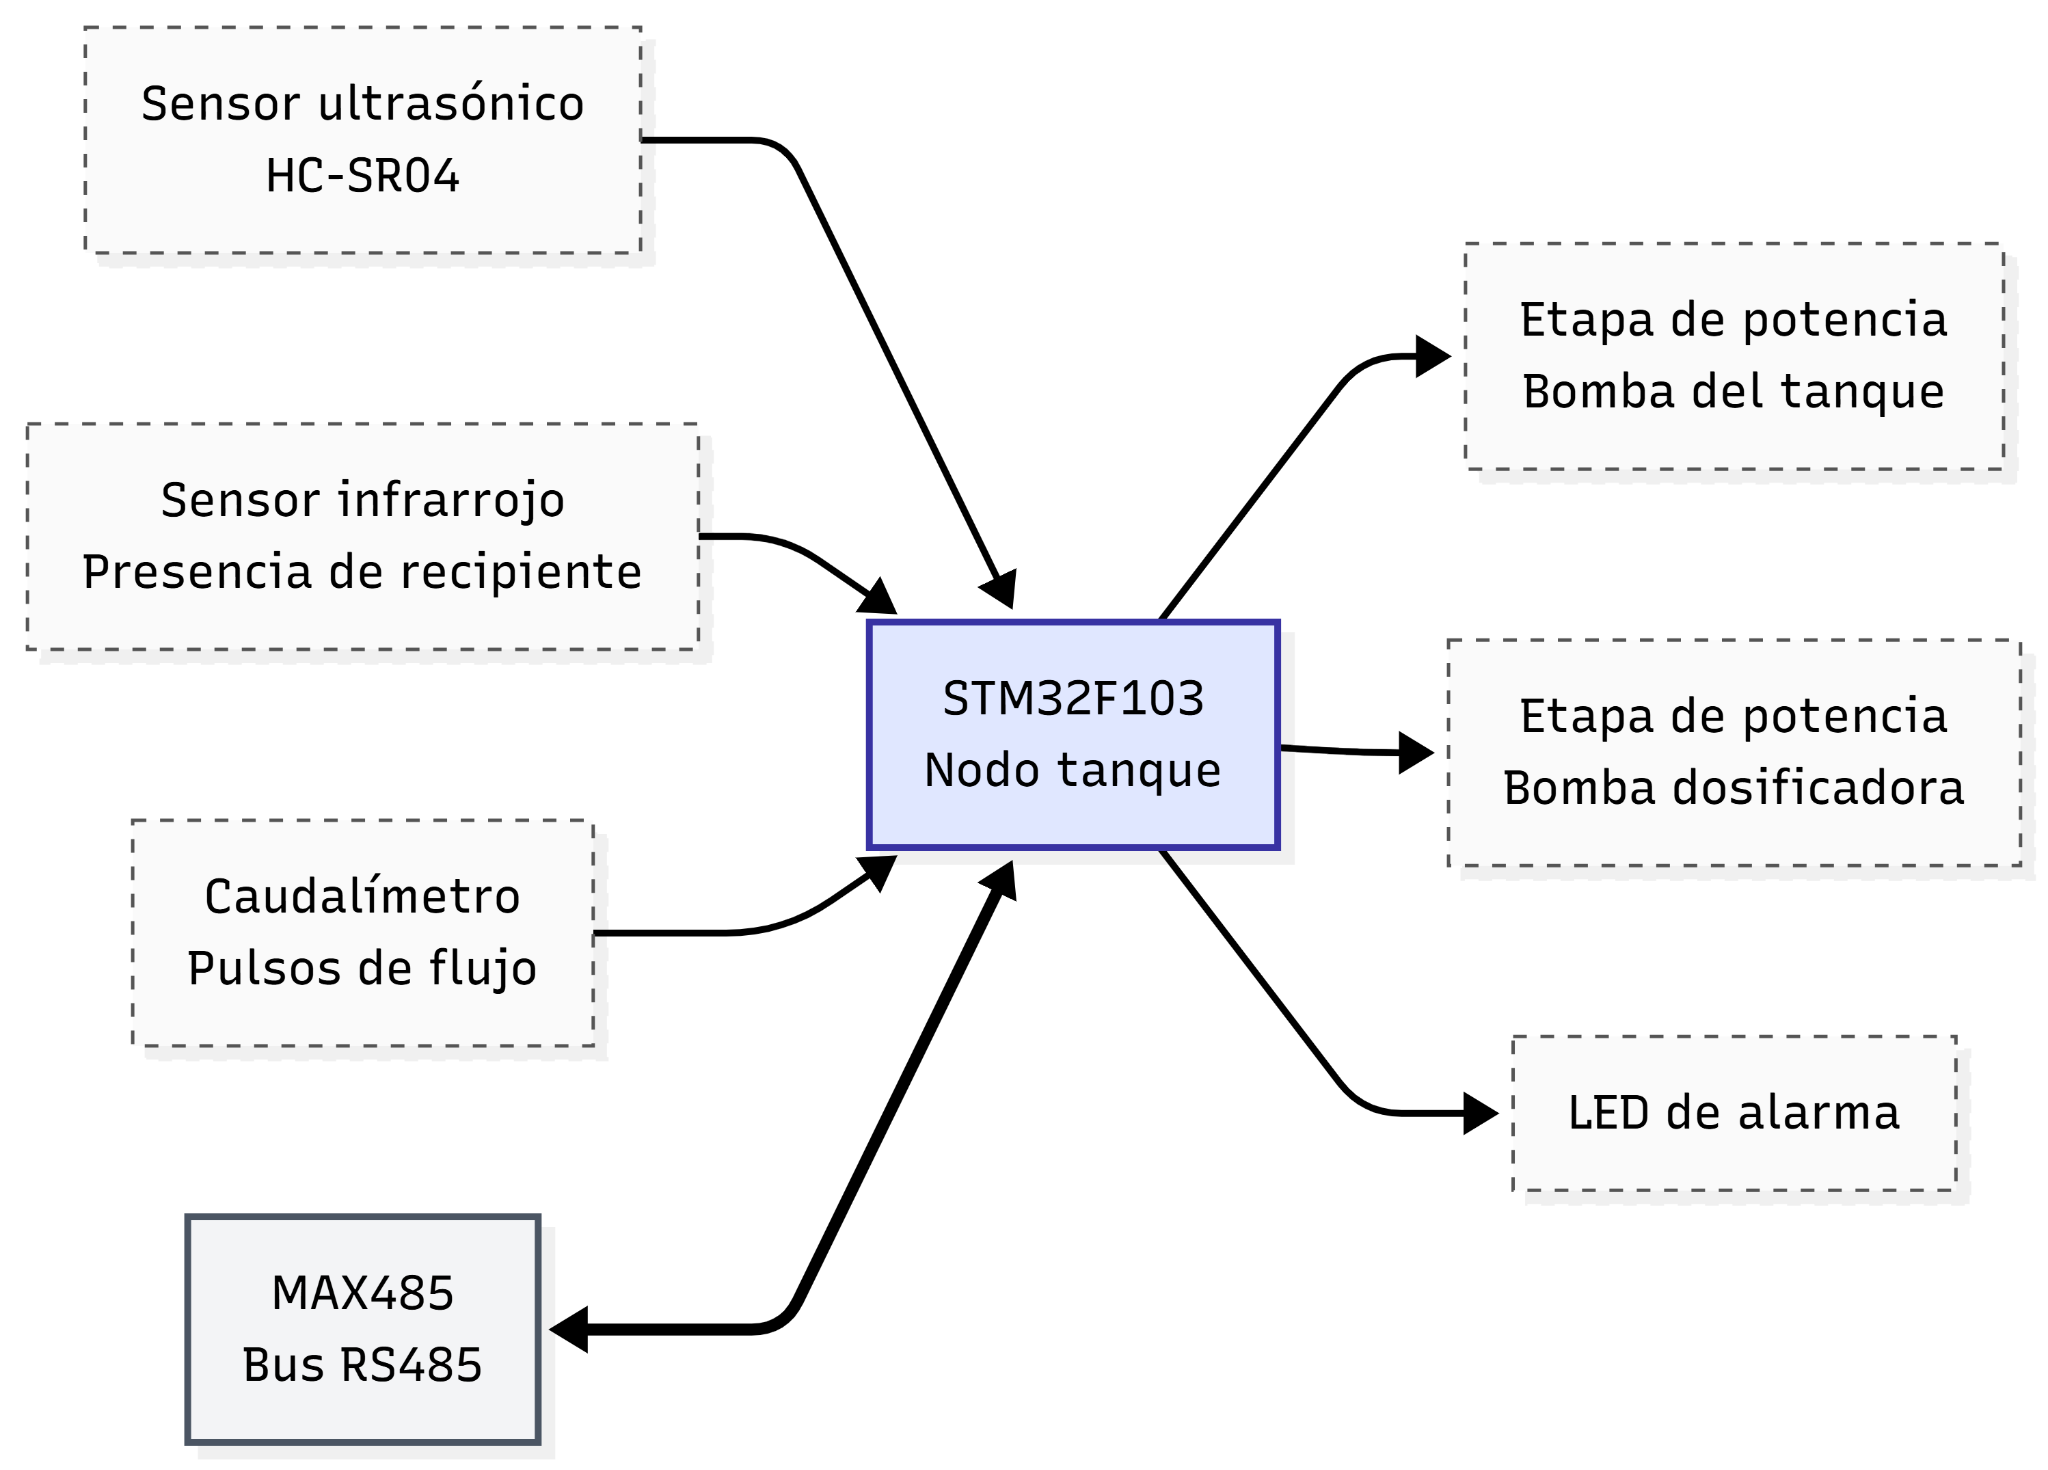 Sensor ultrasónico
HC-SR04
Sensor infrarrojo
Presencia de recipiente
Caudalímetro
Pulsos de flujo
MAX485
Bus RS485
STM32F103
Nodo tanque
Etapa de potencia
Bomba del tanque
Etapa de potencia
Bomba dosificadora
LED de alarma